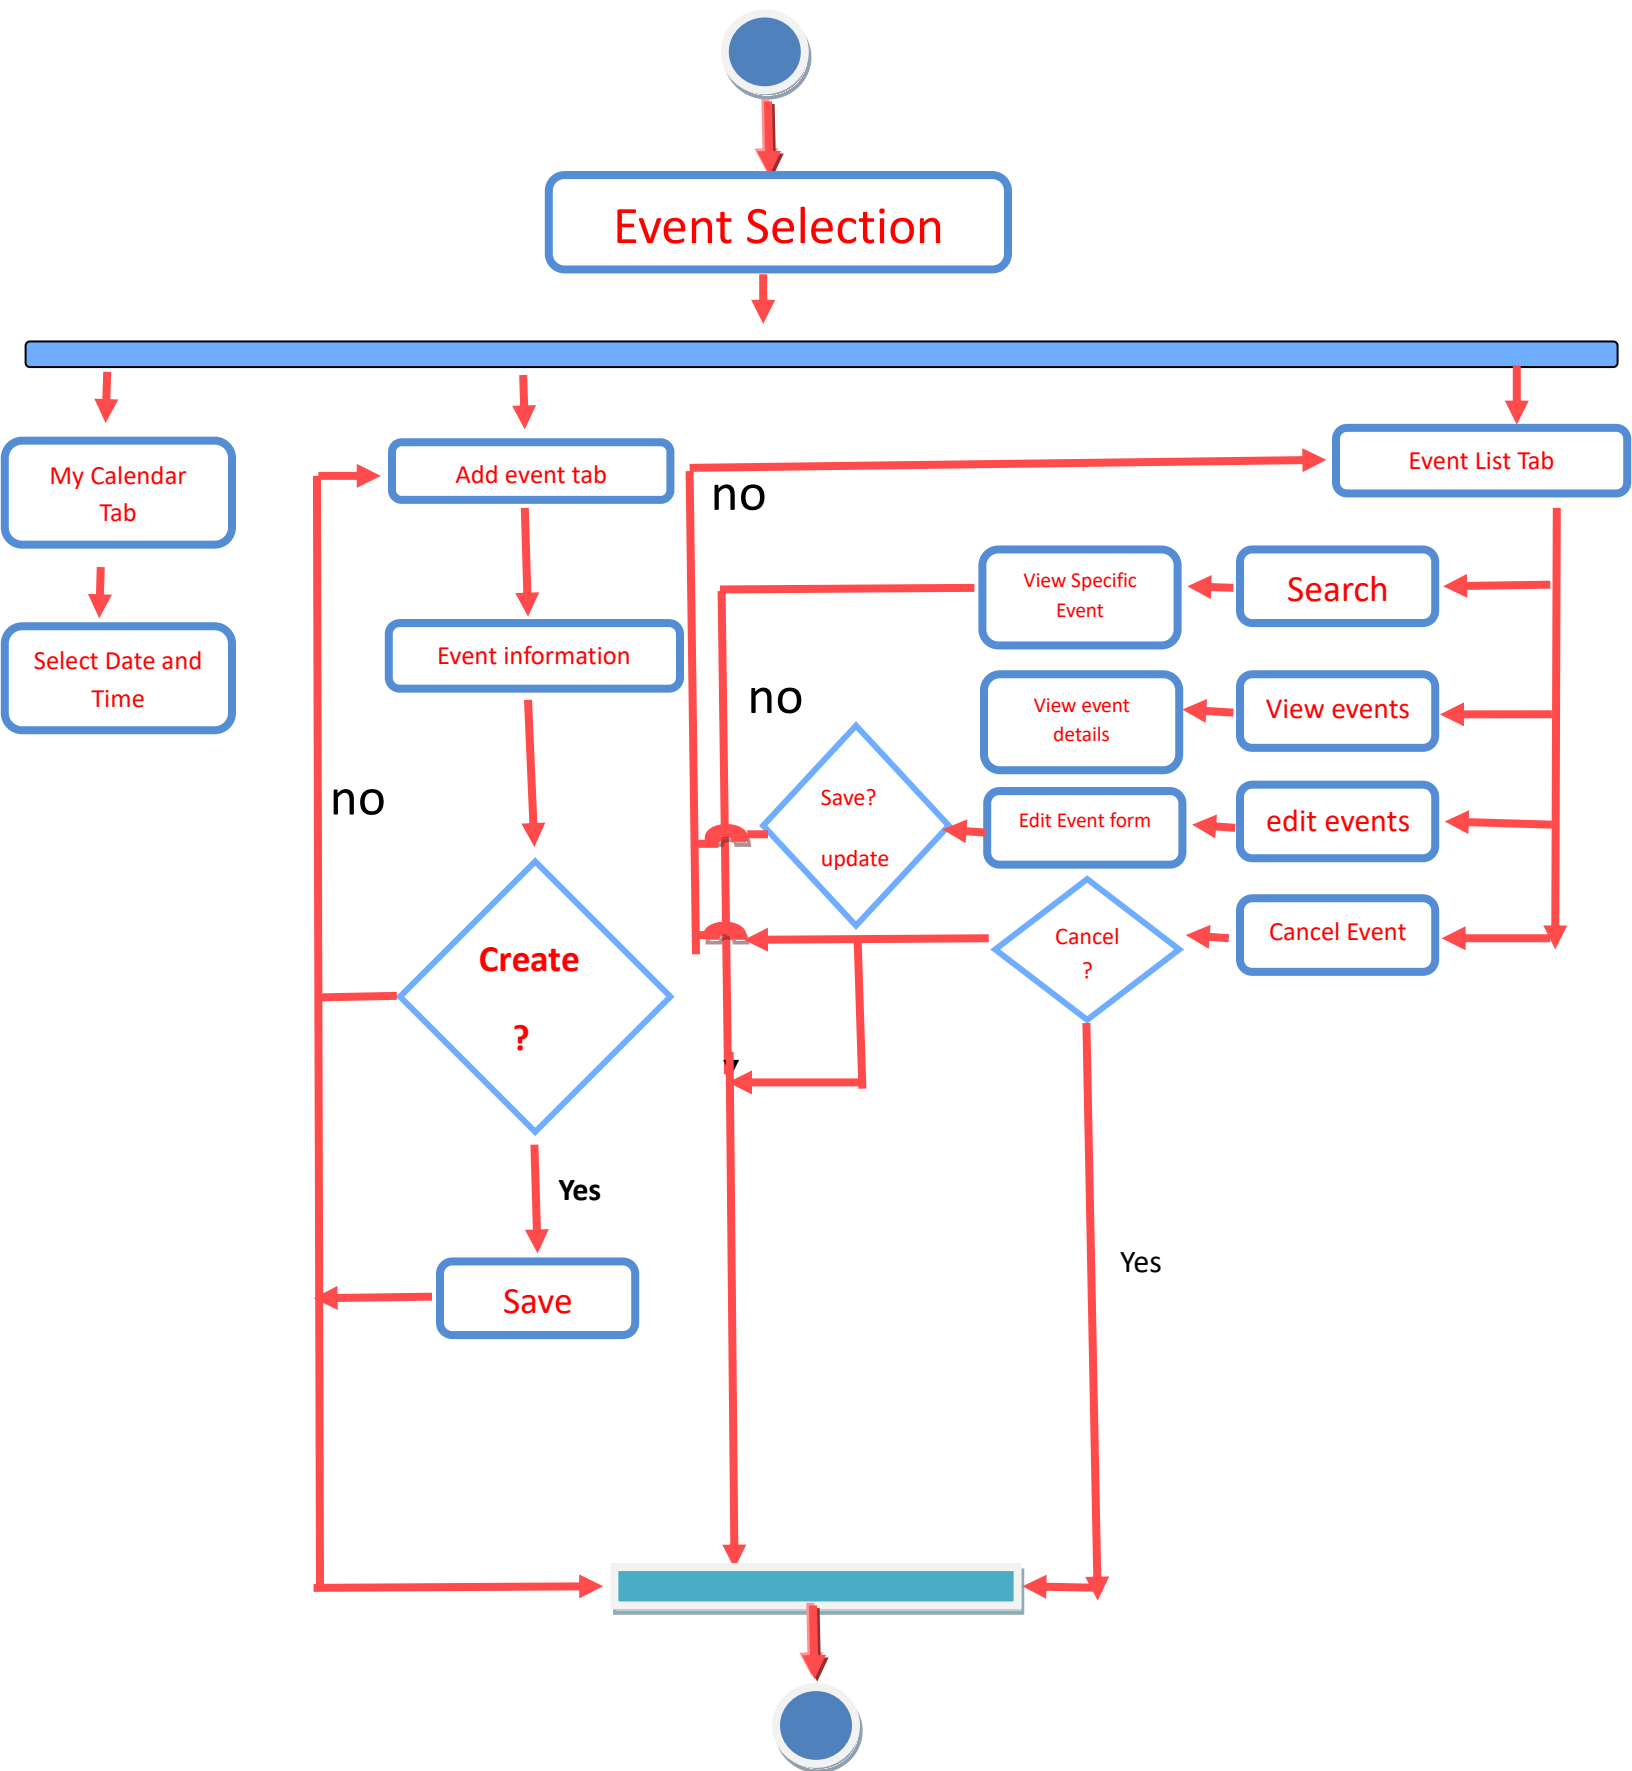 Event Selection
My Calendar
Tab
Add event tab
Event List Tab
no
View Specific
Event
Search
Select Date and
Time
Event information
no
View event
details
View events
no
Save?
update
Edit Event form
edit events
Create
?
Cancel
?
Cancel Event
Yes
Yes
Save